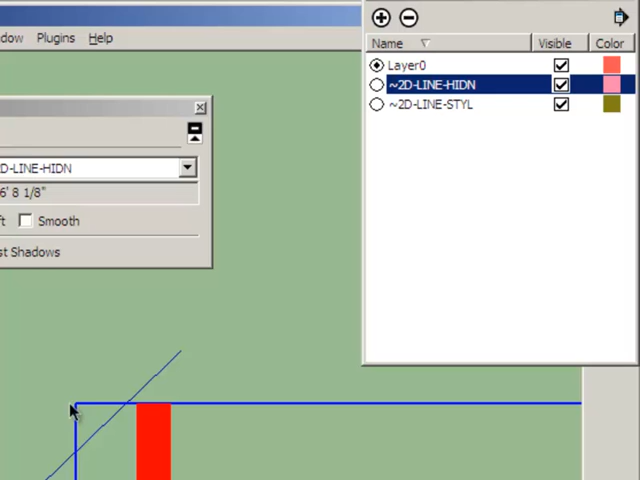 dow Plugins Help
Name Visible Color
Layer0
~2D-LINE-HIDN
~2D-LINE-STYL
D-LINE-HIDN
6' 8 1/8"
ft Smooth
st Shadows